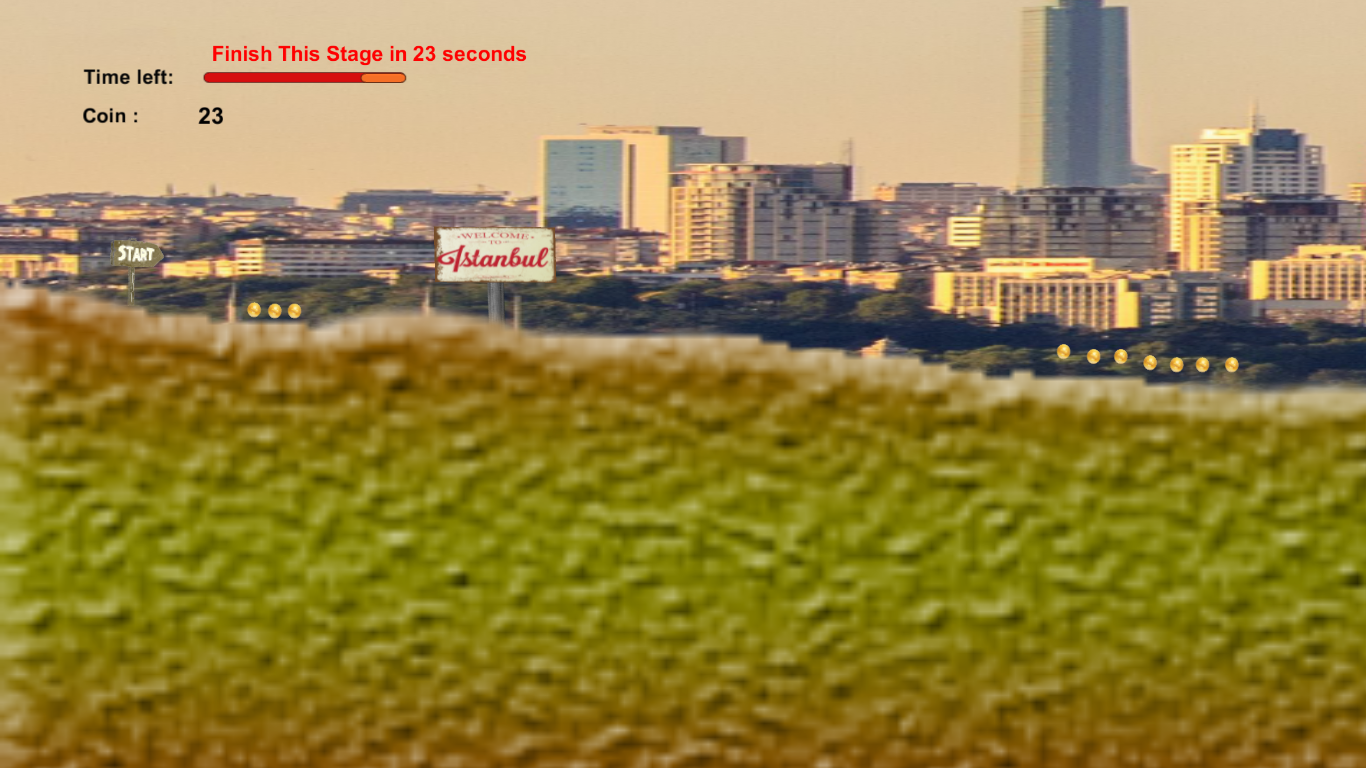 Finish This Stage in 23 seconds
Time left:
Coin : 23
START
WELCOME
TO
Istanbul